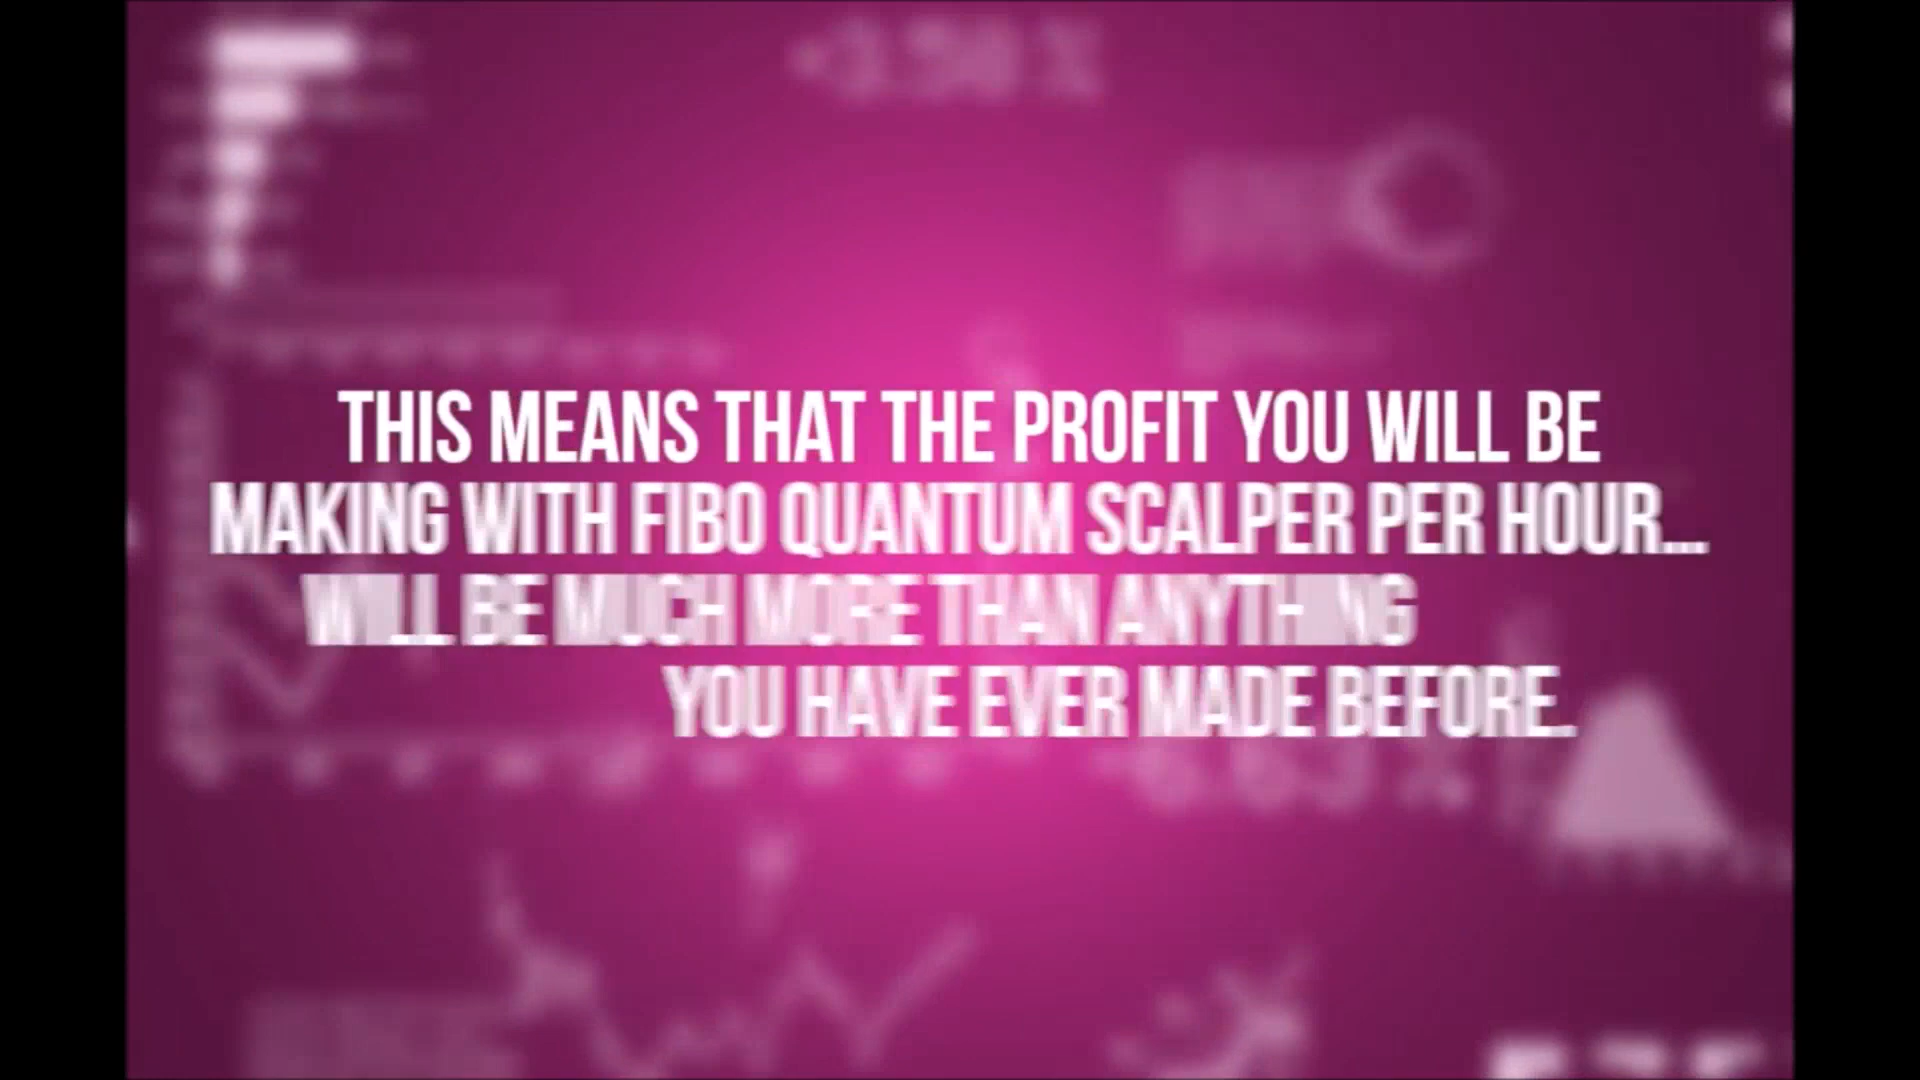 THIS MEANS THAT THE PROFIT YOU WILL BE
MAKING WITH FIBO QUANTUM SCALPER PER HOUR...
WILL BE MUCH MORE THAN ANYTHING
YOU HAVE EVER MADE BEFORE.